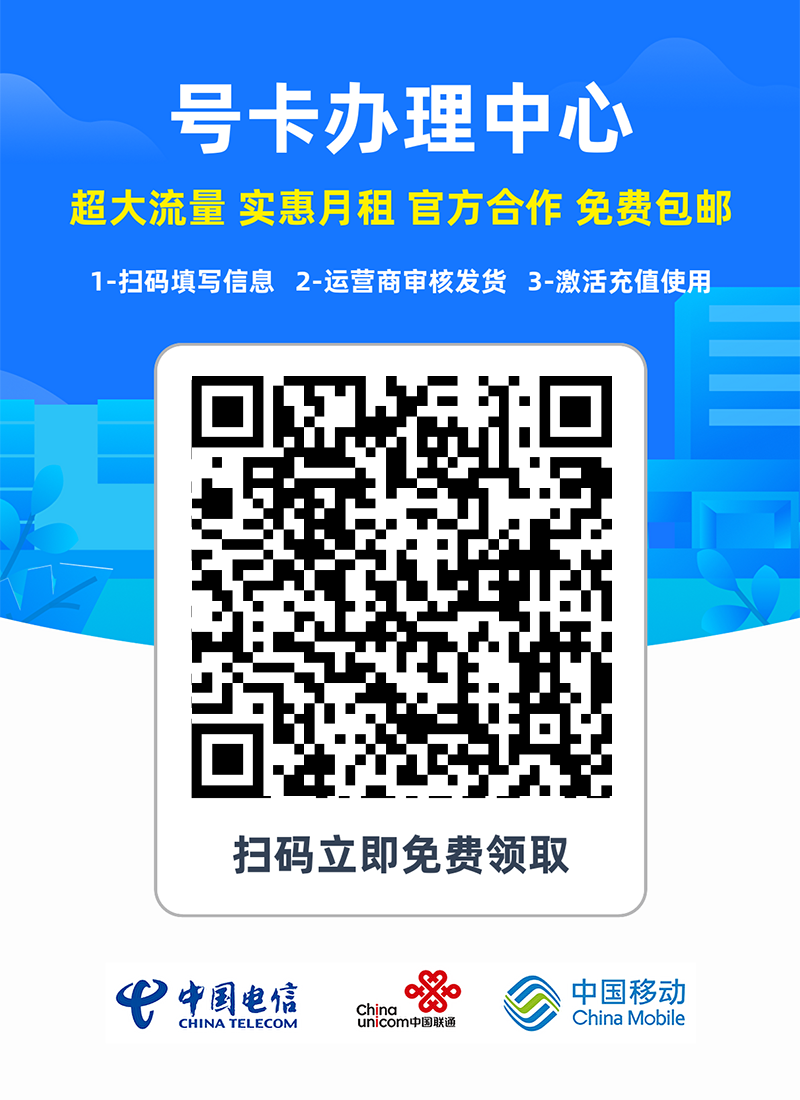 号卡办理中心
超大流量 实惠月租 官方合作 免费包邮
1-扫码填写信息 2-运营商审核发货 3-激活充值使用
扫码立即免费领取
中国电信
CHINA TELECOM
China
unicom中国联通
中国移动
China Mobile